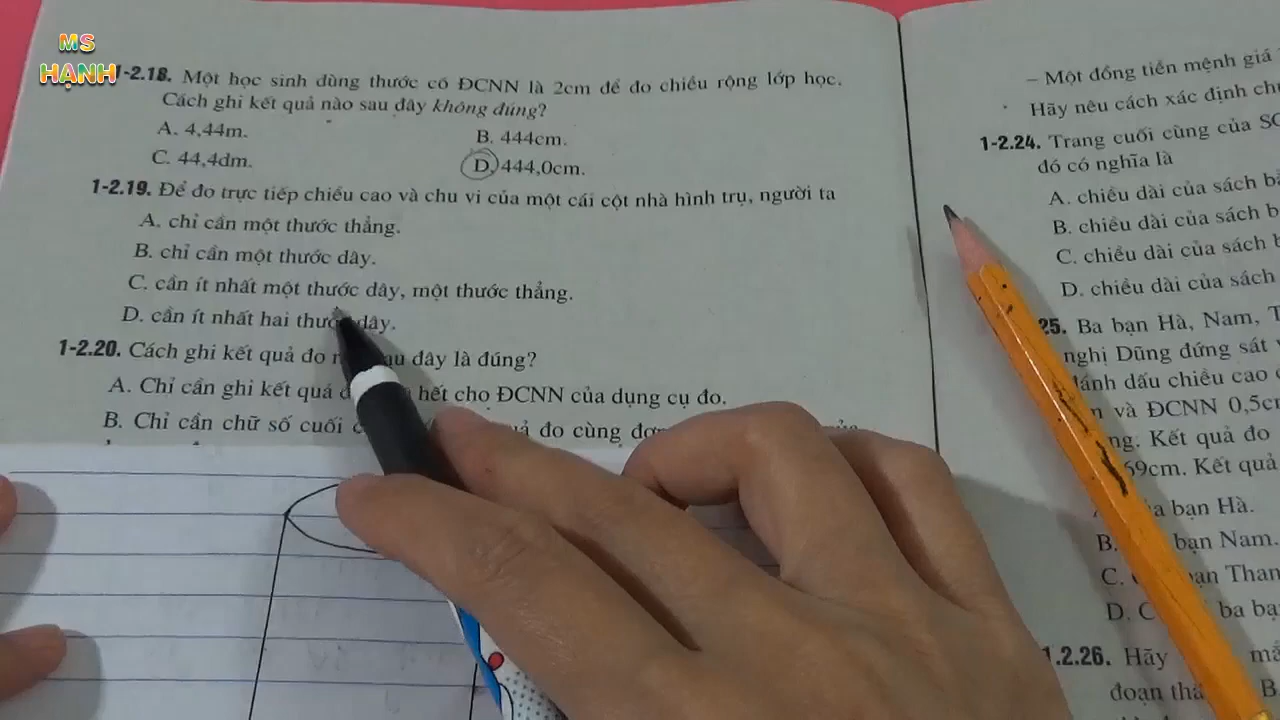 MS
HẠNH
1-2.18. Một học sinh dùng thước có ĐCNN là 2cm để đo chiều rộng lớp học.
Cách ghi kết quả nào sau đây không đúng?
A. 4,44m.
B. 444cm.
C. 44,4dm.
D. 444,0cm.
1-2.19. Để đo trực tiếp chiều cao và chu vi của một cái cột nhà hình trụ, người ta
A. chỉ cần một thước thẳng.
B. chỉ cần một thước dây.
C. cần ít nhất một thước dây, một thước thẳng.
D. cần ít nhất hai thước dây.
1-2.20. Cách ghi kết quả đo sau đây là đúng?
A. Chỉ cần ghi kết quả hết cho ĐCNN của dụng cụ đo.
B. Chỉ cần chữ số cuối đo cùng
– Một đồng tiền mệnh giá
Hãy nêu cách xác định
1-2.24. Trang cuối cùng của
đó có nghĩa là
A. chiều dài của sách
B. chiều dài của sách
C. chiều dài của sách
D. chiều dài của sách
25. Ba bạn Hà, Nam,
nghị Dũng đứng sát
dấu chiều cao
và ĐCNN
Kết quả đo
69cm. Kết quả
bạn Hà.
B. bạn Nam.
C.
D. ba
1.2.26. Hãy
đoạn